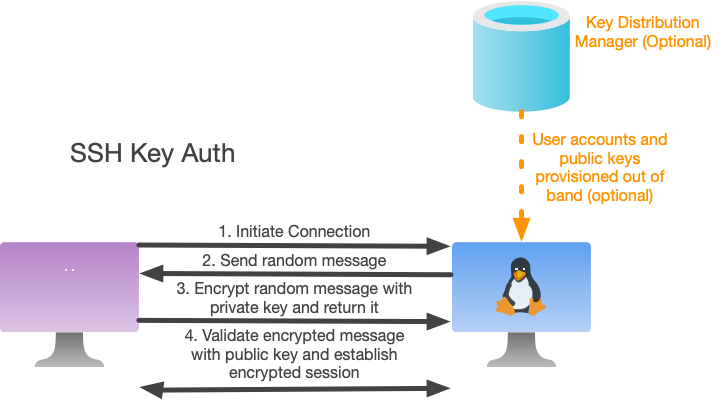 Key Distribution
Manager (Optional)
SSH Key Auth
User accounts and
public keys
provisioned out of
band (optional)
1. Initiate Connection
2. Send random message
3. Encrypt random message with
private key and return it
4. Validate encrypted message
with public key and establish
encrypted session